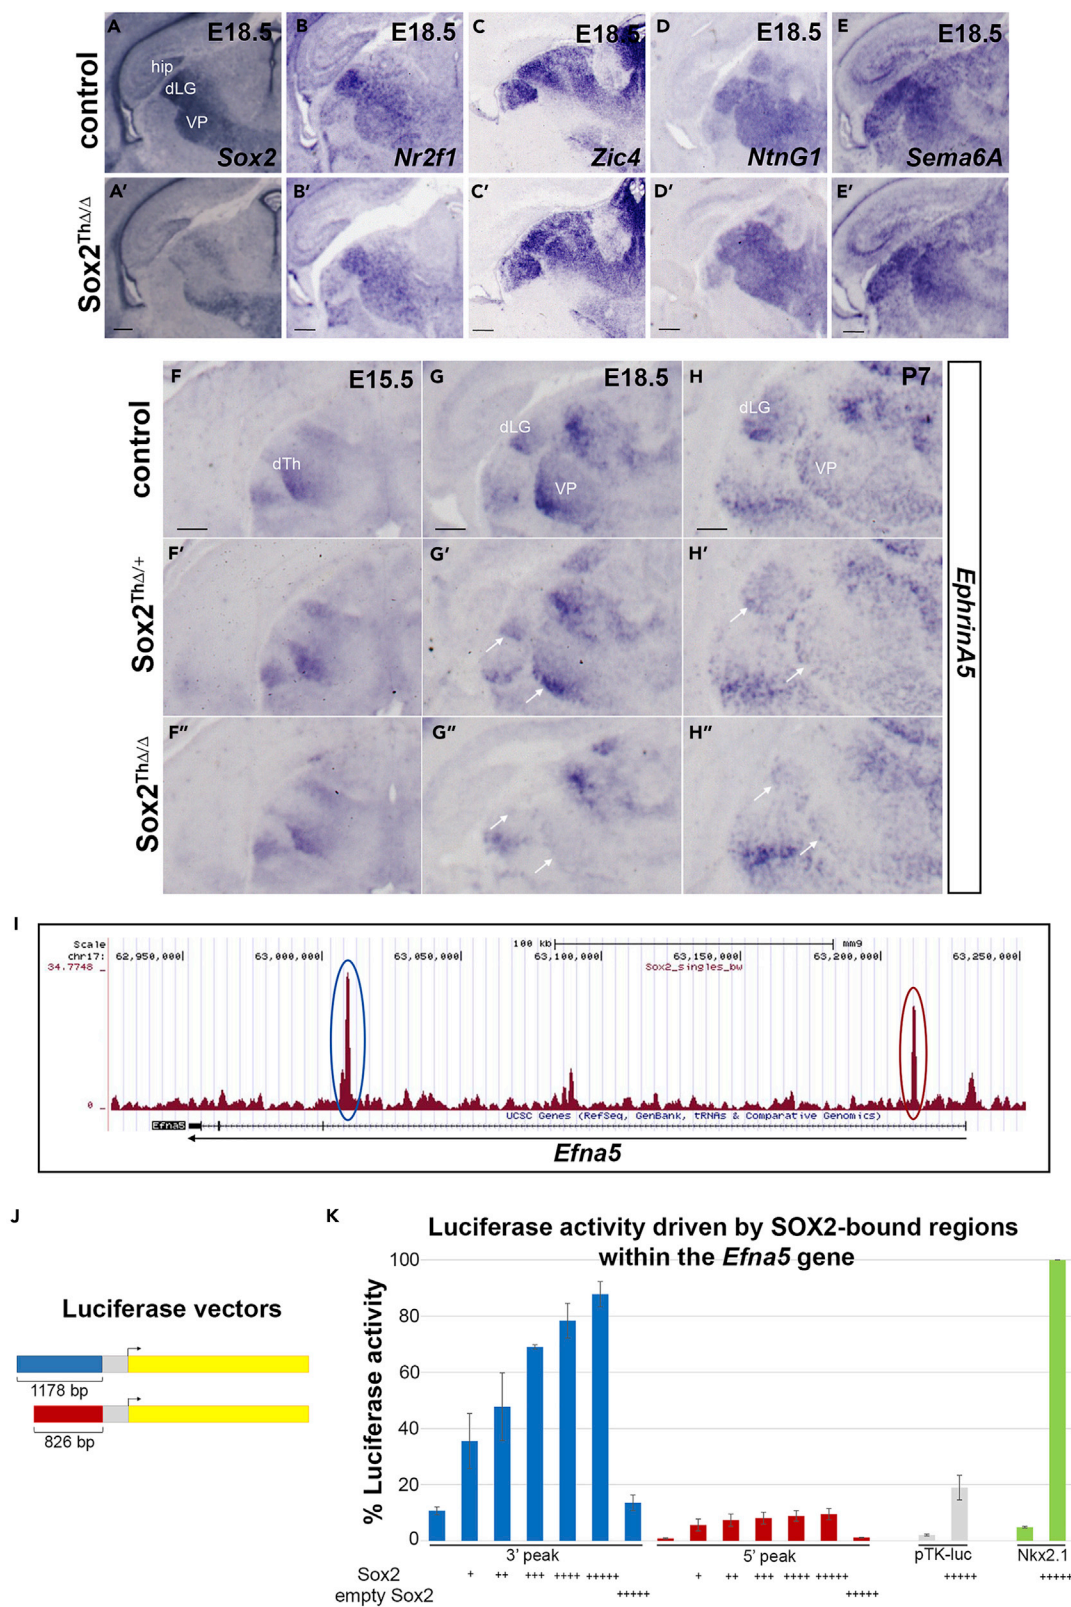 control
A E18.5 hip dLG VP Sox2
B E18.5 Nr2f1
C E18.5 Zic4
D E18.5 NtnG1
E E18.5 Sema6A
Sox2ThΔ/Δ
A′
B′
C′
D′
E′
control
F E15.5 dTh
G E18.5 dLG VP
H P7 dLG VP
Sox2ThΔ/+
F′
G′
H′
Sox2ThΔ/Δ
F″
G″
H″
EphrinA5
I
Scale 100 kb mm9
chr17: 62,950,000| 63,000,000| 63,050,000| 63,100,000| 63,150,000| 63,200,000| 63,250,000|
34.7748 _ Sox2_singles_bw
0 _
UCSC Genes (RefSeq, GenBank, tRNAs & Comparative Genomics)
Efna5
Efna5
J
Luciferase vectors
1178 bp
826 bp
K
Luciferase activity driven by SOX2-bound regions
within the Efna5 gene
% Luciferase activity
100
80
60
40
20
0
3’ peak 5’ peak pTK-luc Nkx2.1
Sox2 + ++ +++ ++++ +++++ + ++ +++ ++++ +++++ +++++ +++++
empty Sox2 +++++ +++++